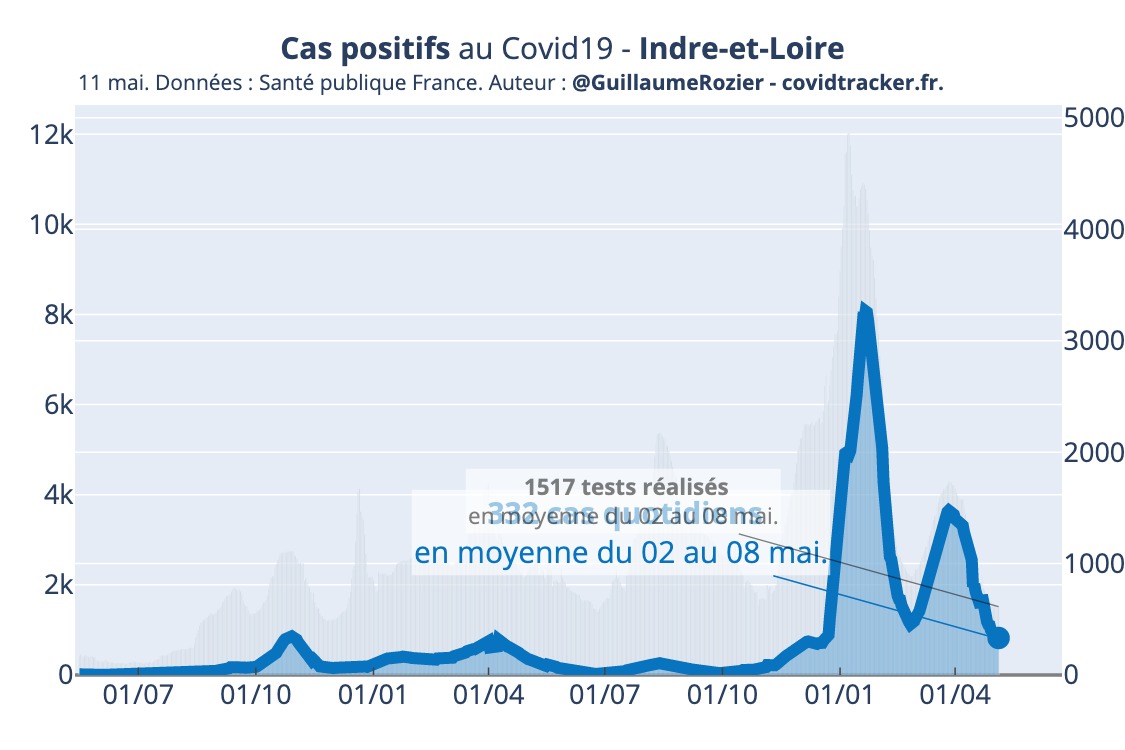 Cas positifs au Covid19 - Indre-et-Loire
11 mai. Données : Santé publique France. Auteur : @GuillaumeRozier - covidtracker.fr.
12k
10k
8k
6k
4k
2k
0
5000
4000
3000
2000
1000
0
1517 tests réalisés
en moyenne du 02 au 08 mai.
332 cas quotidiens
en moyenne du 02 au 08 mai.
01/07 01/10 01/01 01/04 01/07 01/10 01/01 01/04